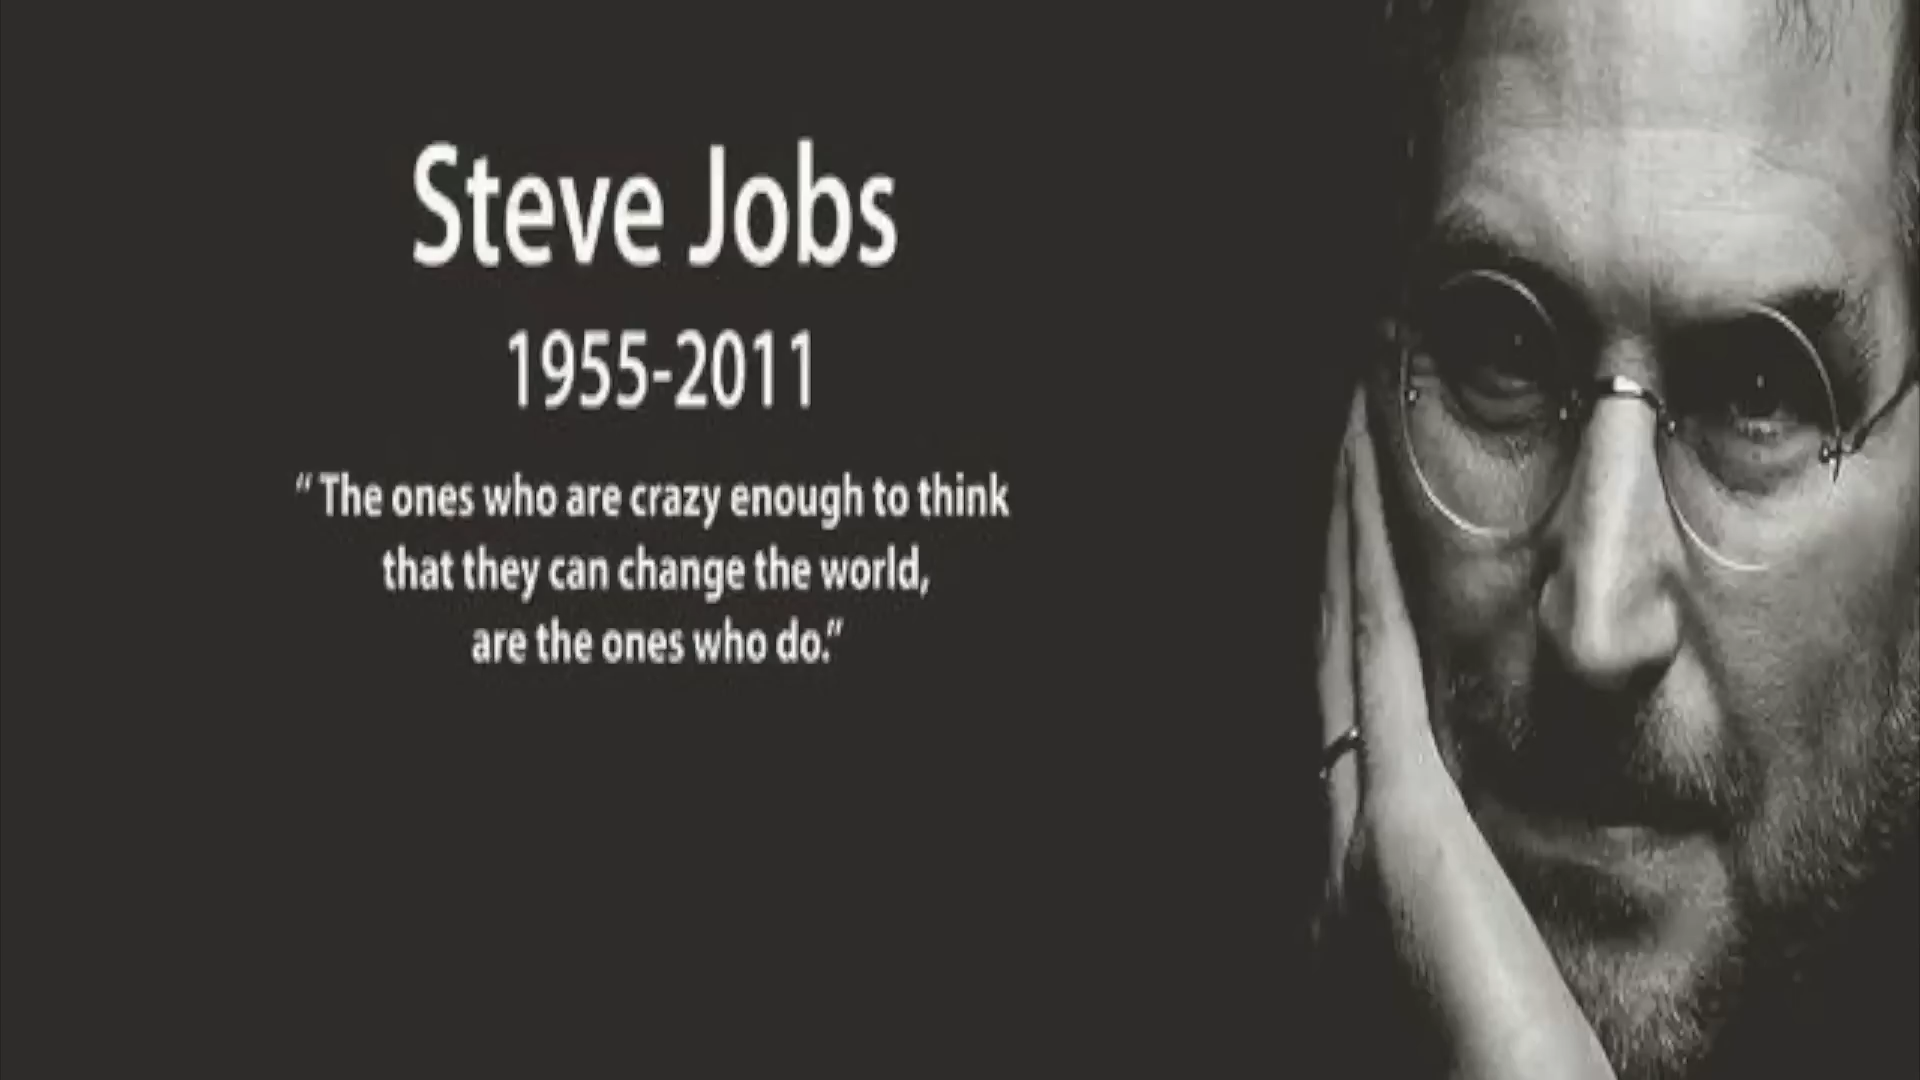 Steve Jobs
1955-2011
“ The ones who are crazy enough to think
that they can change the world,
are the ones who do.”